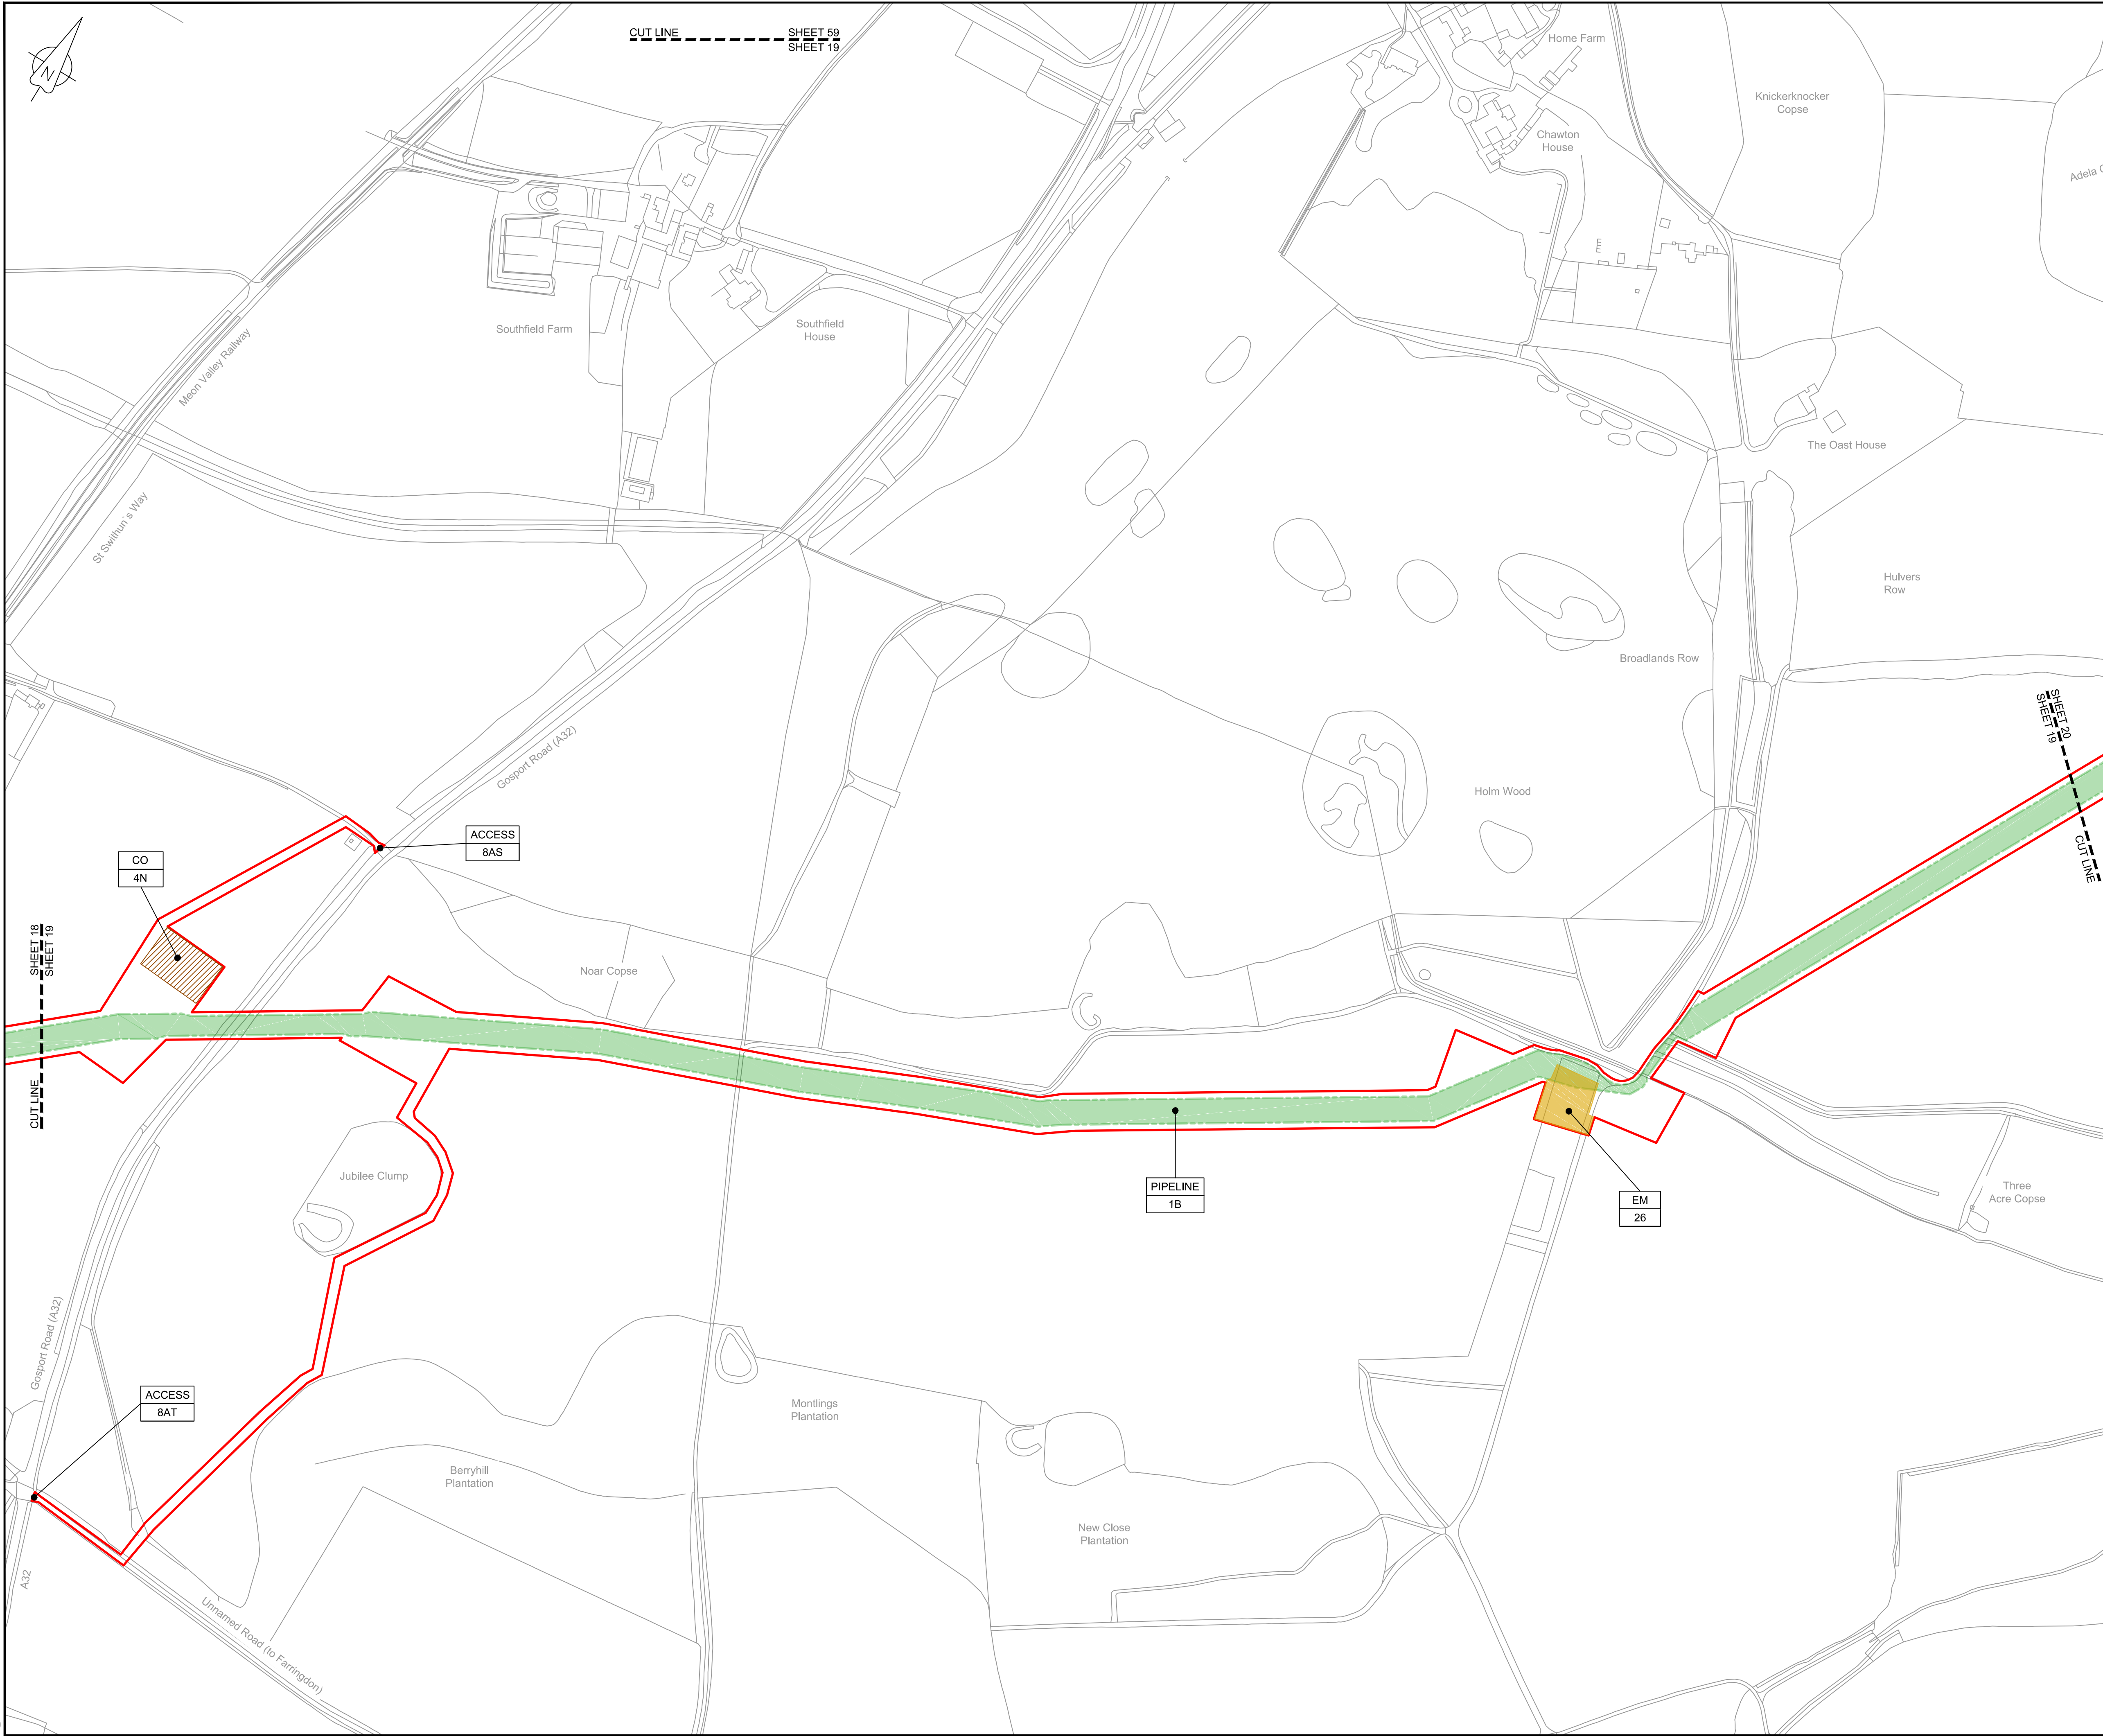 N
CUT LINE
SHEET 59
SHEET 19
Home Farm
Knickerknocker
Copse
Chawton
House
Adela
Southfield Farm
Southfield
House
Meon Valley Railway
The Oast House
St Swithun's Way
Hulvers
Row
Broadlands Row
SHEET 20
SHEET 19
CUT LINE
Gosport Road (A32)
Holm Wood
ACCESS
8AS
CO
4N
SHEET 18
SHEET 19
CUT LINE
Noar Copse
Jubilee Clump
PIPELINE
1B
EM
26
Three
Acre Copse
Gosport Road (A32)
ACCESS
8AT
Montlings
Plantation
Berryhill
Plantation
New Close
Plantation
A32
Unnamed Road (to Farringdon)